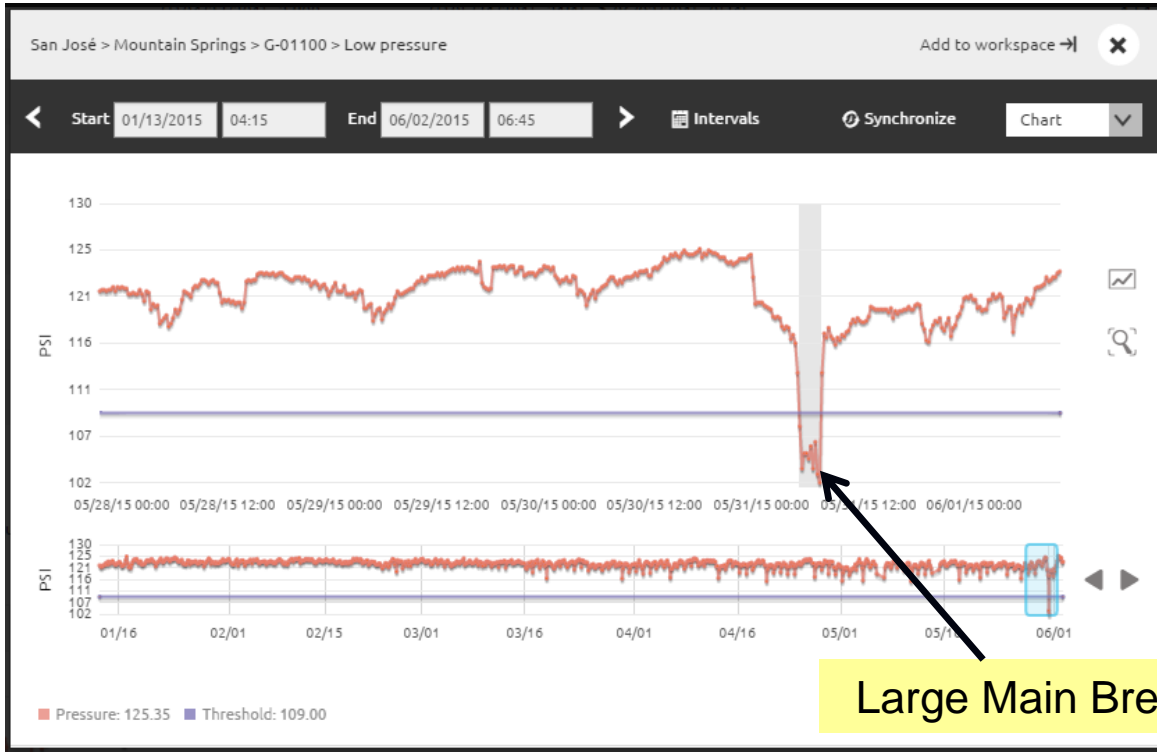 San José > Mountain Springs > G-01100 > Low pressure Add to workspace
Start 01/13/2015 04:15 End 06/02/2015 06:45 Intervals Synchronize Chart
130
125
121
116
111
107
102
PSI
05/28/15 00:00 05/28/15 12:00 05/29/15 00:00 05/29/15 12:00 05/30/15 00:00 05/30/15 12:00 05/31/15 00:00 05/31/15 12:00 06/01/15 00:00
130
125
121
116
111
107
102
PSI
01/16 02/01 02/15 03/01 03/16 04/01 04/16 05/01 06/01
Large Main Bre
Pressure: 125.35 Threshold: 109.00